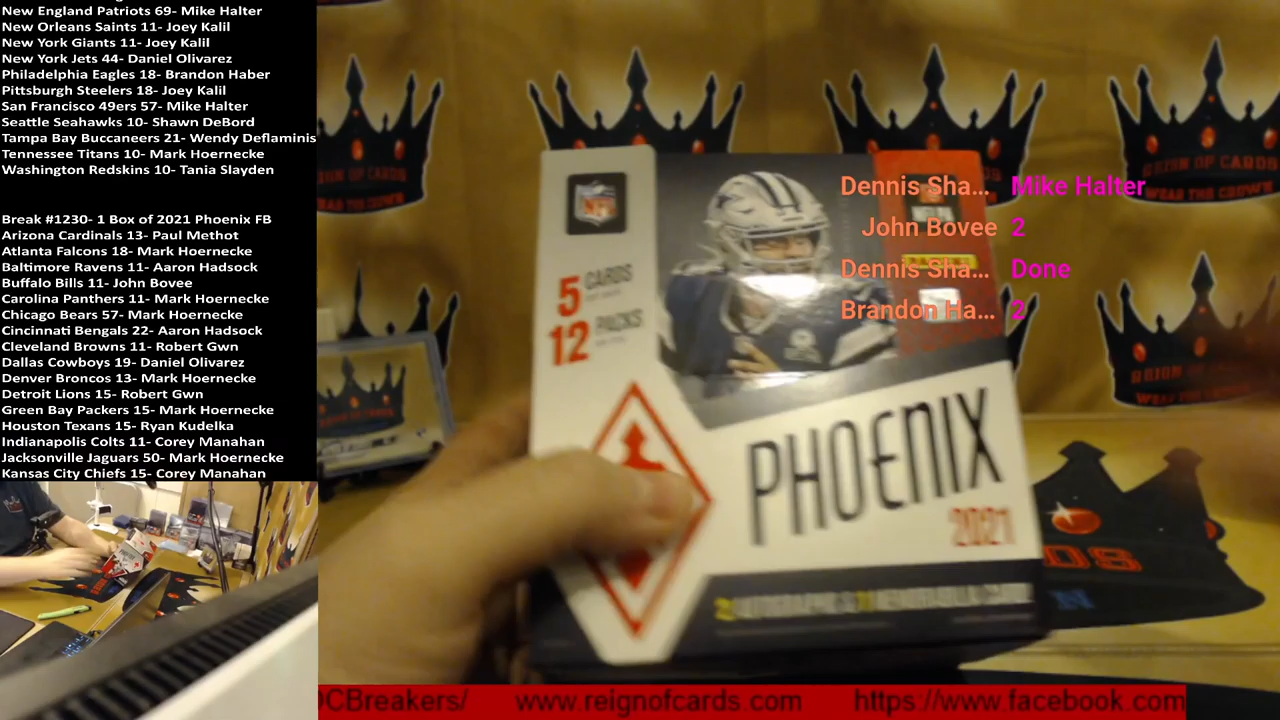 New England Patriots 69- Mike Halter
New Orleans Saints 11- Joey Kalil
New York Giants 11- Joey Kalil
New York Jets 44- Daniel Olivarez
Philadelphia Eagles 18- Brandon Haber
Pittsburgh Steelers 18- Joey Kalil
San Francisco 49ers 57- Mike Halter
Seattle Seahawks 10- Shawn DeBord
Tampa Bay Buccaneers 21- Wendy Deflaminis
Tennessee Titans 10- Mark Hoernecke
Washington Redskins 10- Tania Slayden
Break #1230- 1 Box of 2021 Phoenix FB
Arizona Cardinals 13- Paul Methot
Atlanta Falcons 18- Mark Hoernecke
Baltimore Ravens 11- Aaron Hadsock
Buffalo Bills 11- John Bovee
Carolina Panthers 11- Mark Hoernecke
Chicago Bears 57- Mark Hoernecke
Cincinnati Bengals 22- Aaron Hadsock
Cleveland Browns 11- Robert Gwn
Dallas Cowboys 19- Daniel Olivarez
Denver Broncos 13- Mark Hoernecke
Detroit Lions 15- Robert Gwn
Green Bay Packers 15- Mark Hoernecke
Houston Texans 15- Ryan Kudelka
Indianapolis Colts 11- Corey Manahan
Jacksonville Jaguars 50- Mark Hoernecke
Kansas City Chiefs 15- Corey Manahan
Dennis Sha... Mike Halter
John Bovee 2
Dennis Sha... Done
Brandon Ha... 2
NFL
5 CARDS
12 PACKS
PHOENIX
2021
REIGN OF CARDS
WEAR THE CROWN
OCBreakers/ www.reignofcards.com https://www.facebook.com